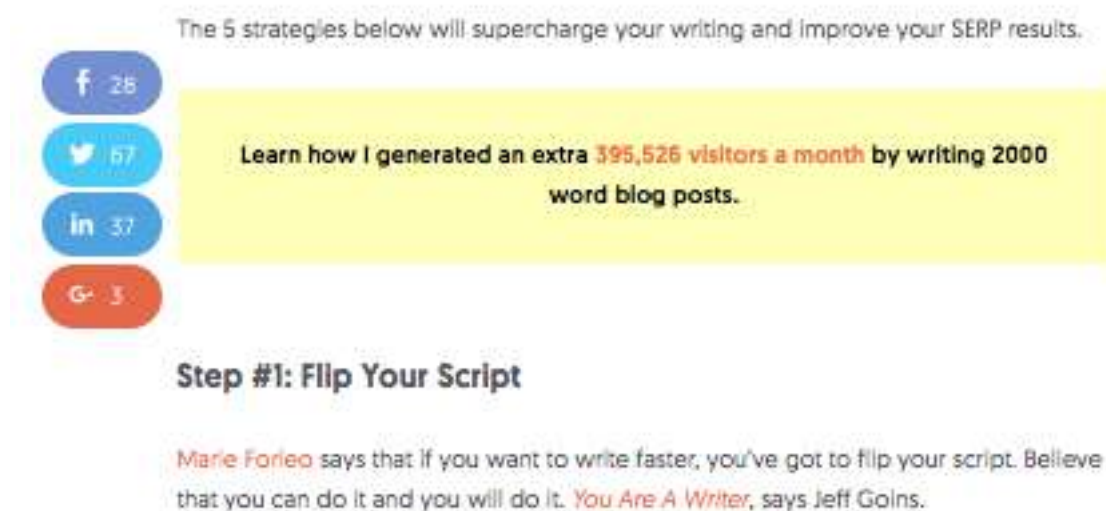 The 5 strategies below will supercharge your writing and improve your SERP results.
f 28
67
in 37
G+ 3
Learn how I generated an extra 395,526 visitors a month by writing 2000
word blog posts.
Step #1: Flip Your Script
Marie Forleo says that if you want to write faster, you've got to flip your script. Believe
that you can do it and you will do it. You Are A Writer, says Jeff Goins.